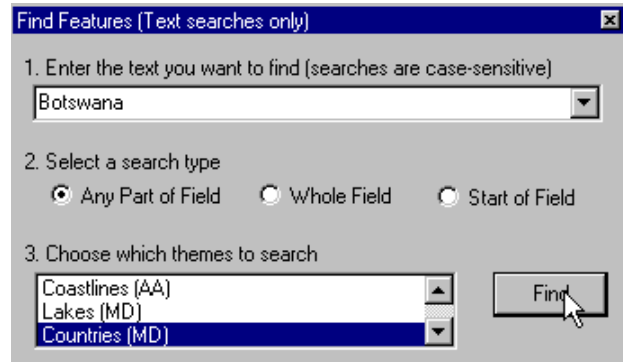 Find Features (Text searches only)
1. Enter the text you want to find (searches are case-sensitive)
Botswana
2. Select a search type
Any Part of Field Whole Field Start of Field
3. Choose which themes to search
Coastlines (AA)
Lakes (MD)
Countries (MD)
Find